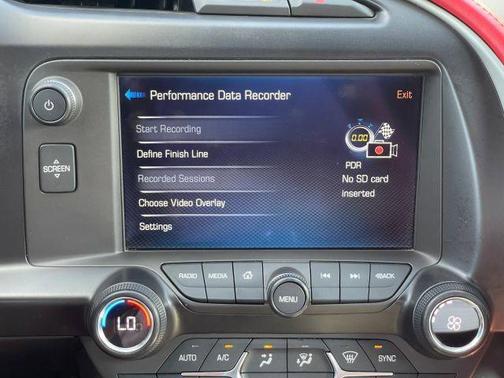 Performance Data Recorder
Exit
Start Recording
Define Finish Line
Recorded Sessions
Choose Video Overlay
Settings
0.00
PDR
No SD card
inserted
SCREEN
RADIO
MEDIA
MENU
BACK
LO
AUTO
A/C
SYNC